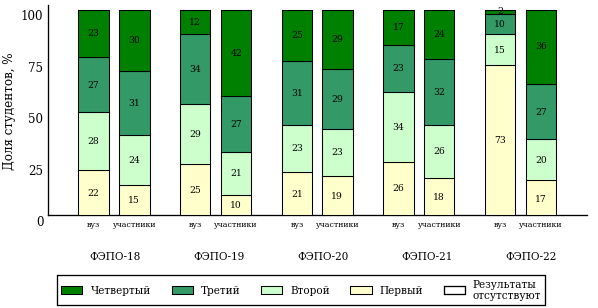 Доля студентов, %
100
75
50
25
0
23 30 12 42 25 29 17 24 2 36
27 31 34 27 31 29 23 32 10 27
28 24 29 21 23 23 34 26 15 20
22 15 25 10 21 19 26 18 73 17
вуз участники вуз участники вуз участники вуз участники вуз участники
ФЭПО-18 ФЭПО-19 ФЭПО-20 ФЭПО-21 ФЭПО-22
Четвертый Третий Второй Первый Результаты
отсутствуют